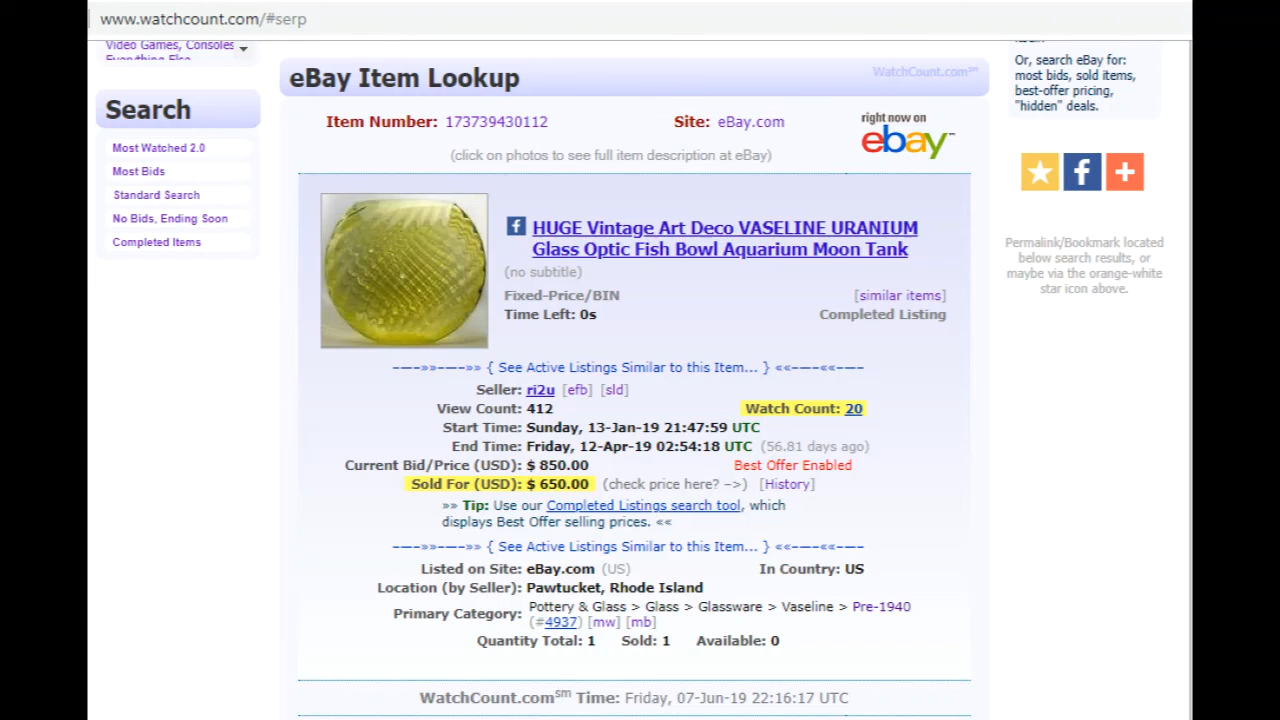 www.watchcount.com/#serp
Video Games, Consoles
Everything Else
Search
Most Watched 2.0
Most Bids
Standard Search
No Bids, Ending Soon
Completed Items
eBay Item Lookup
WatchCount.com℠
Item Number: 173739430112 Site: eBay.com
right now on
ebay™
(click on photos to see full item description at eBay)
HUGE Vintage Art Deco VASELINE URANIUM
Glass Optic Fish Bowl Aquarium Moon Tank
(no subtitle)
Fixed-Price/BIN [similar items]
Time Left: 0s Completed Listing
----»»----»» { See Active Listings Similar to this Item... } ««----««----
Seller: ri2u [efb] [sld]
View Count: 412 Watch Count: 20
Start Time: Sunday, 13-Jan-19 21:47:59 UTC
End Time: Friday, 12-Apr-19 02:54:18 UTC (56.81 days ago)
Current Bid/Price (USD): $ 850.00 Best Offer Enabled
Sold For (USD): $ 650.00 (check price here? -->) [History]
»» Tip: Use our Completed Listings search tool, which
displays Best Offer selling prices. ««
----»»----»» { See Active Listings Similar to this Item... } ««----««----
Listed on Site: eBay.com (US) In Country: US
Location (by Seller): Pawtucket, Rhode Island
Primary Category: Pottery & Glass > Glass > Glassware > Vaseline > Pre-1940
(#4937) [mw] [mb]
Quantity Total: 1 Sold: 1 Available: 0
WatchCount.com℠ Time: Friday, 07-Jun-19 22:16:17 UTC
Or, search eBay for:
most bids, sold items,
best-offer pricing,
"hidden" deals.
Permalink/Bookmark located
below search results, or
maybe via the orange-white
star icon above.